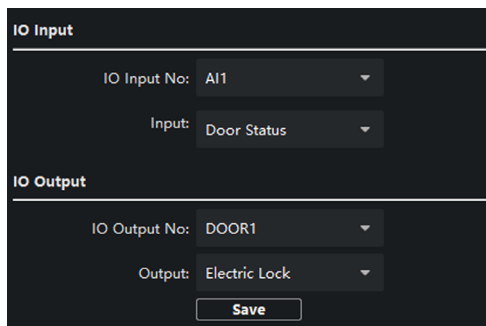 IO Input
IO Input No: AI1
Input: Door Status
IO Output
IO Output No: DOOR1
Output: Electric Lock
Save